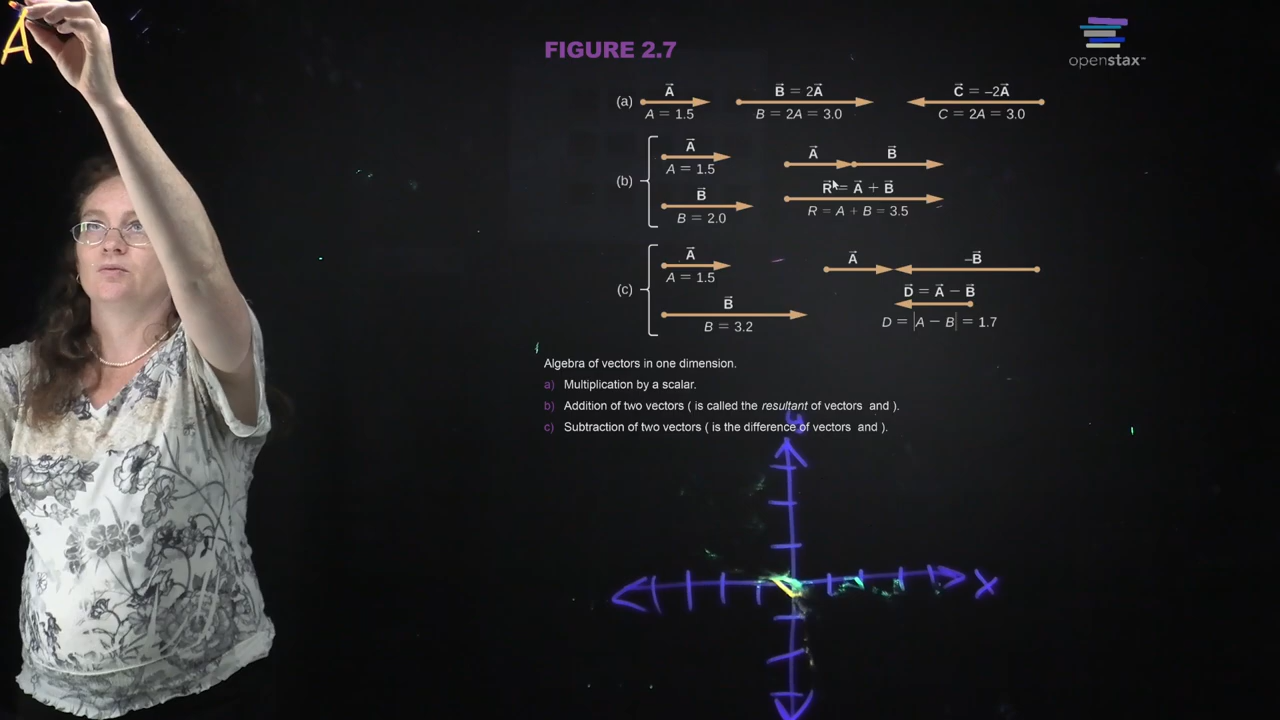 A
FIGURE 2.7
openstax™
(a) A⃗ B⃗ = 2A⃗ C⃗ = –2A⃗
A = 1.5 B = 2A = 3.0 C = 2A = 3.0
(b) A⃗ A⃗ B⃗
A = 1.5 R⃗ = A⃗ + B⃗
B⃗ R = A + B = 3.5
B = 2.0
(c) A⃗ A⃗ –B⃗
A = 1.5 D⃗ = A⃗ − B⃗
B⃗ D = |A − B| = 1.7
B = 3.2
Algebra of vectors in one dimension.
a) Multiplication by a scalar.
b) Addition of two vectors ( is called the resultant of vectors and ).
c) Subtraction of two vectors ( is the difference of vectors and ).
y
x